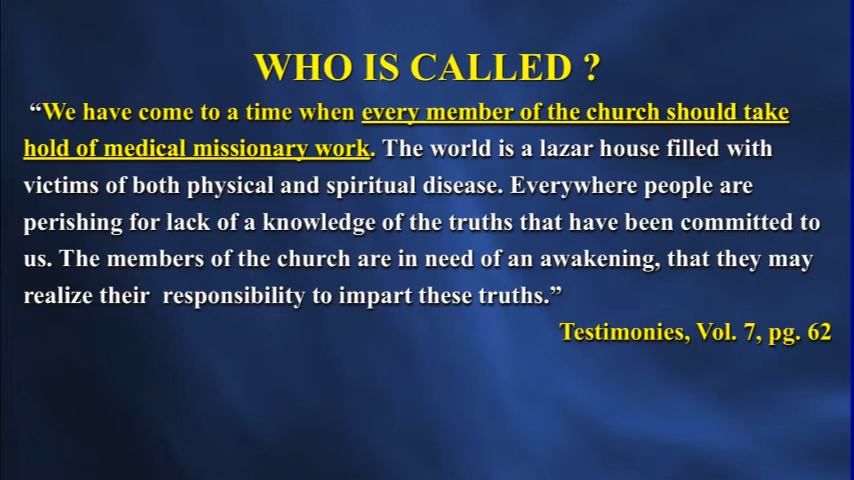 WHO IS CALLED ?
“We have come to a time when every member of the church should take
hold of medical missionary work. The world is a lazar house filled with
victims of both physical and spiritual disease. Everywhere people are
perishing for lack of a knowledge of the truths that have been committed to
us. The members of the church are in need of an awakening, that they may
realize their  responsibility to impart these truths.”
Testimonies, Vol. 7, pg. 62